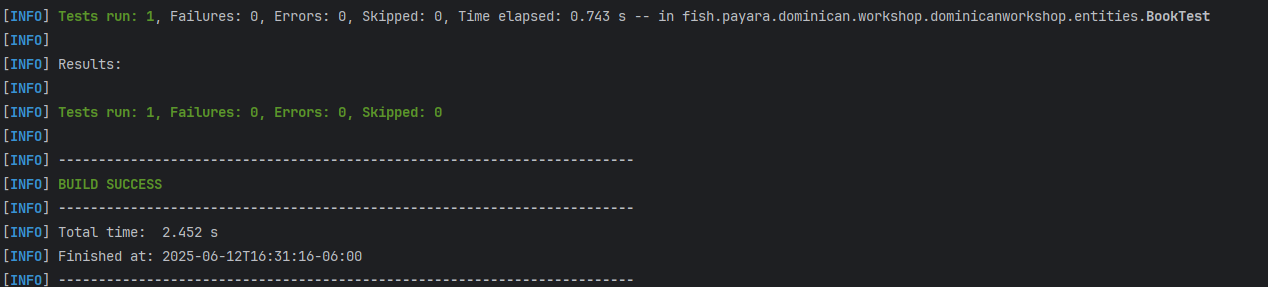 [INFO] Tests run: 1, Failures: 0, Errors: 0, Skipped: 0, Time elapsed: 0.743 s -- in fish.payara.dominican.workshop.dominicanworkshop.entities.BookTest
[INFO]
[INFO] Results:
[INFO]
[INFO] Tests run: 1, Failures: 0, Errors: 0, Skipped: 0
[INFO]
[INFO] ------------------------------------------------------------------------
[INFO] BUILD SUCCESS
[INFO] ------------------------------------------------------------------------
[INFO] Total time:  2.452 s
[INFO] Finished at: 2025-06-12T16:31:16-06:00
[INFO] ------------------------------------------------------------------------